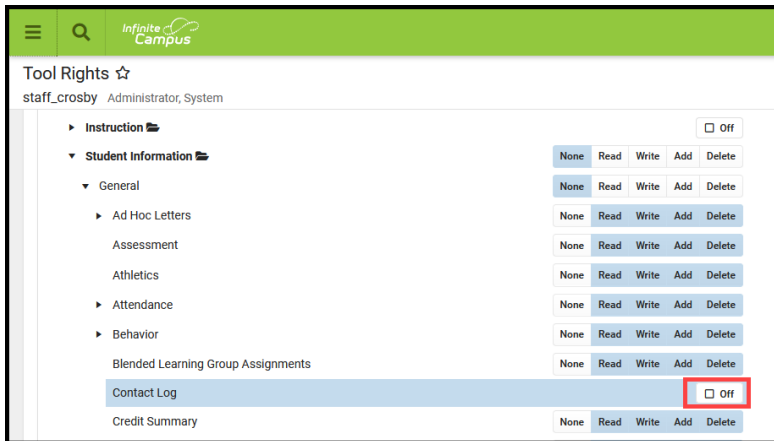 Infinite
Campus
Tool Rights
staff_crosby Administrator, System
Instruction Off
Student Information None Read Write Add Delete
General None Read Write Add Delete
Ad Hoc Letters None Read Write Add Delete
Assessment None Read Write Add Delete
Athletics None Read Write Add Delete
Attendance None Read Write Add Delete
Behavior None Read Write Add Delete
Blended Learning Group Assignments None Read Write Add Delete
Contact Log Off
Credit Summary None Read Write Add Delete